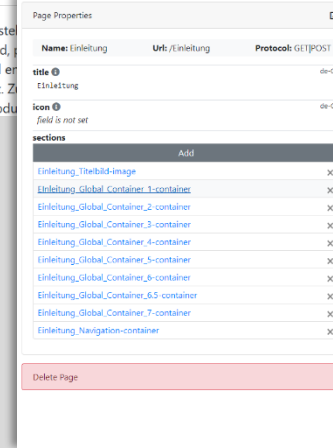 Page Properties
Name: Einleitung Url: /Einleitung Protocol: GET|POST
title
Einleitung
icon
field is not set
sections
Add
Einleitung_Titelbild-image
EInleitung_Global_Container_1-container
Einleitung_Global_Container_2-container
Einleitung_Global_Container_3-container
Einleitung_Global_Container_4-container
Einleitung_Global_Container_5-container
Einleitung_Global_Container_6-container
Einleitung_Global_Container_6.5-container
Einleitung_Global_Container_7-container
Einleitung_Navigation-container
Delete Page